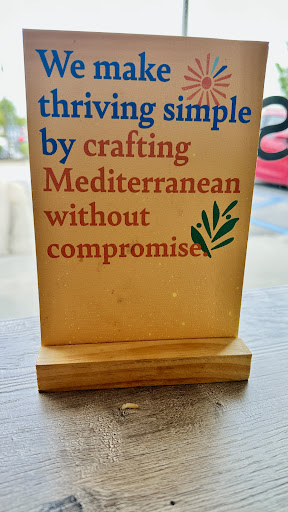 We make
thriving simple
by crafting
Mediterranean
without
compromise.